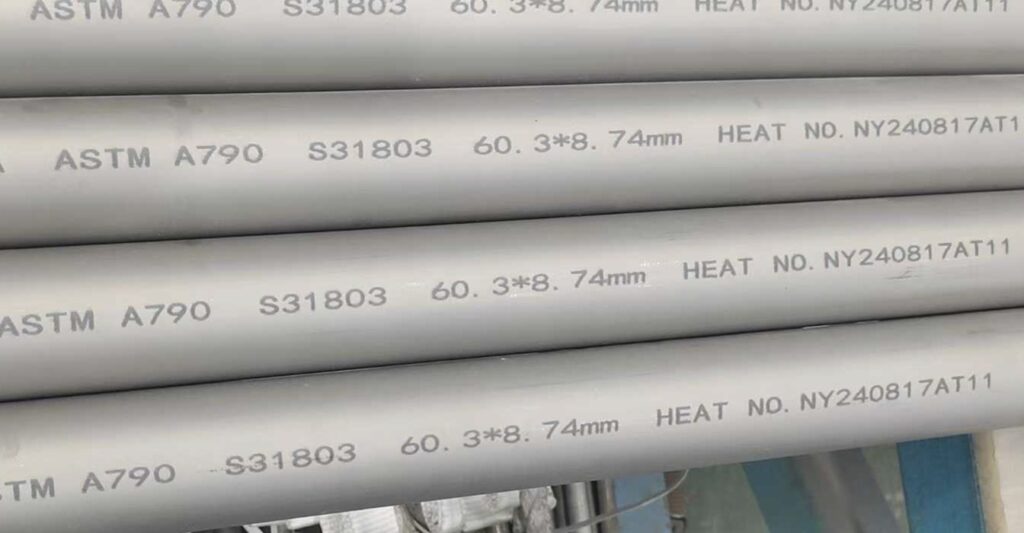 ASTM A790 S31803 60. 3*8. 74mm HEAT NO. NY240817AT11
ASTM A790 S31803 60. 3*8. 74mm HEAT NO. NY240817AT1
ASTM A790 S31803 60. 3*8. 74mm HEAT NO. NY240817AT11
TM A790 S31803 60. 3*8. 74mm HEAT NO. NY240817AT11